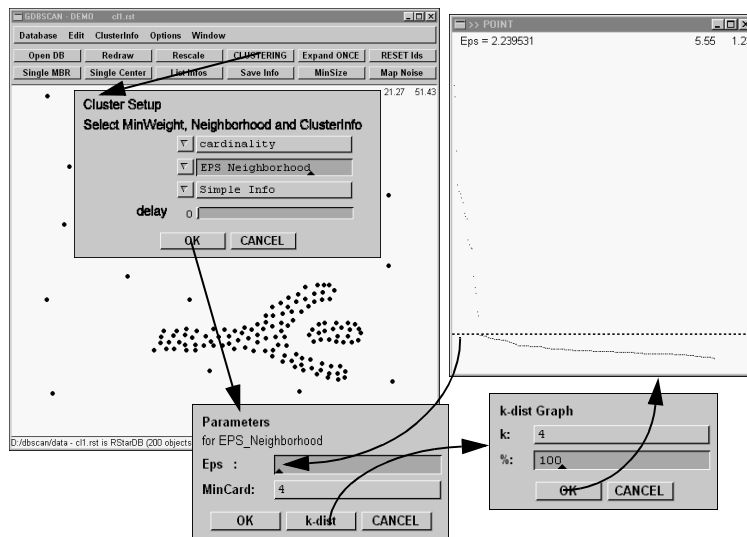 GDBSCAN - DEMO cl1.rst
Database Edit ClusterInfo Options Window
Open DB Redraw Rescale CLUSTERING Expand ONCE RESET Ids
Single MBR Single Center List Infos Save Info MinSize Map Noise
21.27 51.43
Cluster Setup
Select MinWeight, Neighborhood and ClusterInfo
cardinality
EPS Neighborhood
Simple Info
delay 0
OK CANCEL
D:/dbscan/data - cl1.rst is RStarDB (200 objects
>> POINT
Eps = 2.239531 5.55 1.23
Parameters
for EPS_Neighborhood
Eps :
MinCard: 4
OK k-dist CANCEL
k-dist Graph
k: 4
%: 100
OK CANCEL